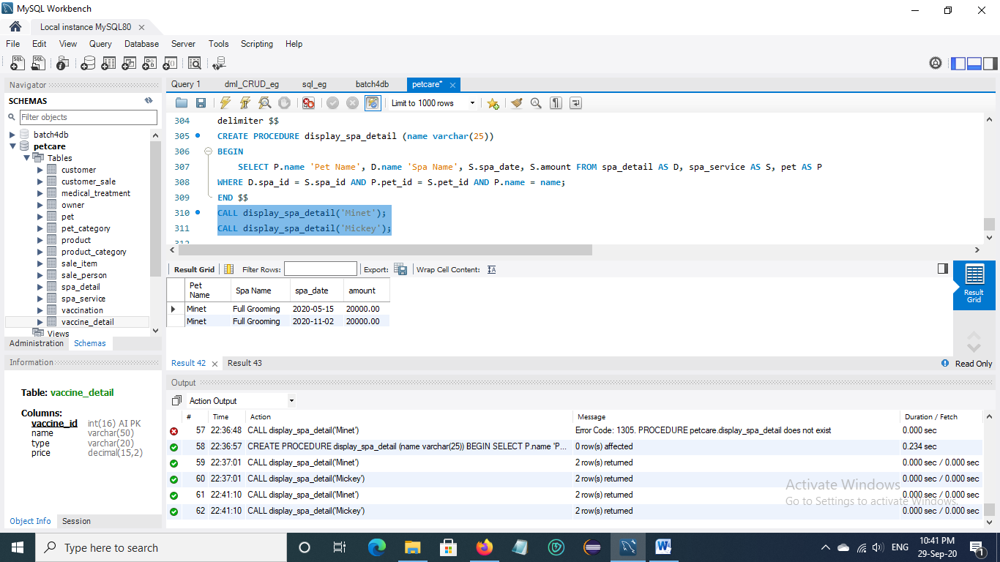 MySQL Workbench
Local instance MySQL80
File Edit View Query Database Server Tools Scripting Help
Navigator
SCHEMAS
Filter objects
batch4db
petcare
Tables
customer
customer_sale
medical_treatment
owner
pet
pet_category
product
product_category
sale_item
sale_person
spa_detail
spa_service
vaccination
vaccine_detail
Views
Administration Schemas
Information
Table: vaccine_detail
Columns:
vaccine_id int(16) AI PK
name varchar(50)
type varchar(20)
price decimal(15,2)
Object Info Session
Query 1 dml_CRUD_eg sql_eg batch4db petcare*
Limit to 1000 rows
304 delimiter $$
305 CREATE PROCEDURE display_spa_detail (name varchar(25))
306 BEGIN
307 SELECT P.name 'Pet Name', D.name 'Spa Name', S.spa_date, S.amount FROM spa_detail AS D, spa_service AS S, pet AS P
308 WHERE D.spa_id = S.spa_id AND P.pet_id = S.pet_id AND P.name = name;
309 END $$
310 CALL display_spa_detail('Minet');
311 CALL display_spa_detail('Mickey');
312
Result Grid Filter Rows: Export: Wrap Cell Content:
Pet Name Spa Name spa_date amount
Minet Full Grooming 2020-05-15 20000.00
Minet Full Grooming 2020-11-02 20000.00
Result Grid
Result 42 Result 43
Read Only
Output
Action Output
# Time Action Message Duration / Fetch
57 22:36:48 CALL display_spa_detail('Minet') Error Code: 1305. PROCEDURE petcare.display_spa_detail does not exist 0.000 sec
58 22:36:57 CREATE PROCEDURE display_spa_detail (name varchar(25)) BEGIN SELECT P.name 'P... 0 row(s) affected 0.234 sec
59 22:37:01 CALL display_spa_detail('Minet') 2 row(s) returned 0.000 sec / 0.000 sec
60 22:37:01 CALL display_spa_detail('Mickey') 2 row(s) returned 0.000 sec / 0.000 sec
61 22:41:10 CALL display_spa_detail('Minet') 2 row(s) returned 0.000 sec / 0.000 sec
62 22:41:10 CALL display_spa_detail('Mickey') 2 row(s) returned 0.000 sec / 0.000 sec
Activate Windows
Go to Settings to activate Windows.
Type here to search
ENG
10:41 PM
29-Sep-20
1